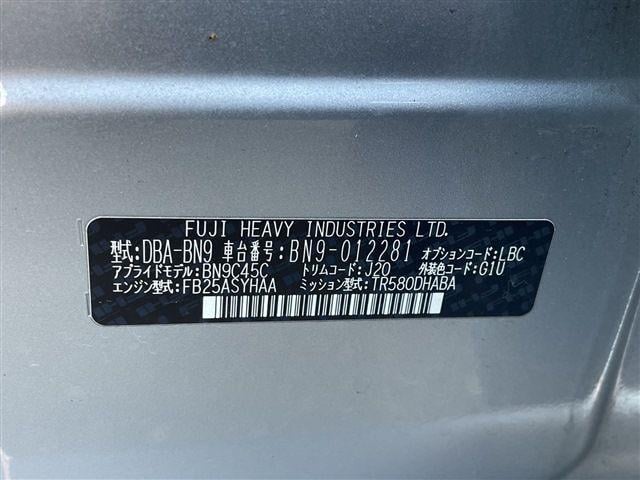 FUJI HEAVY INDUSTRIES LTD.
型式:DBA-BN9 車台番号:BN9-012281 オプションコード:LBC
アプライドモデル:BN9C45C トリムコード:J20 外装色コード:G1U
エンジン型式:FB25ASYHAA ミッション型式:TR580DHABA